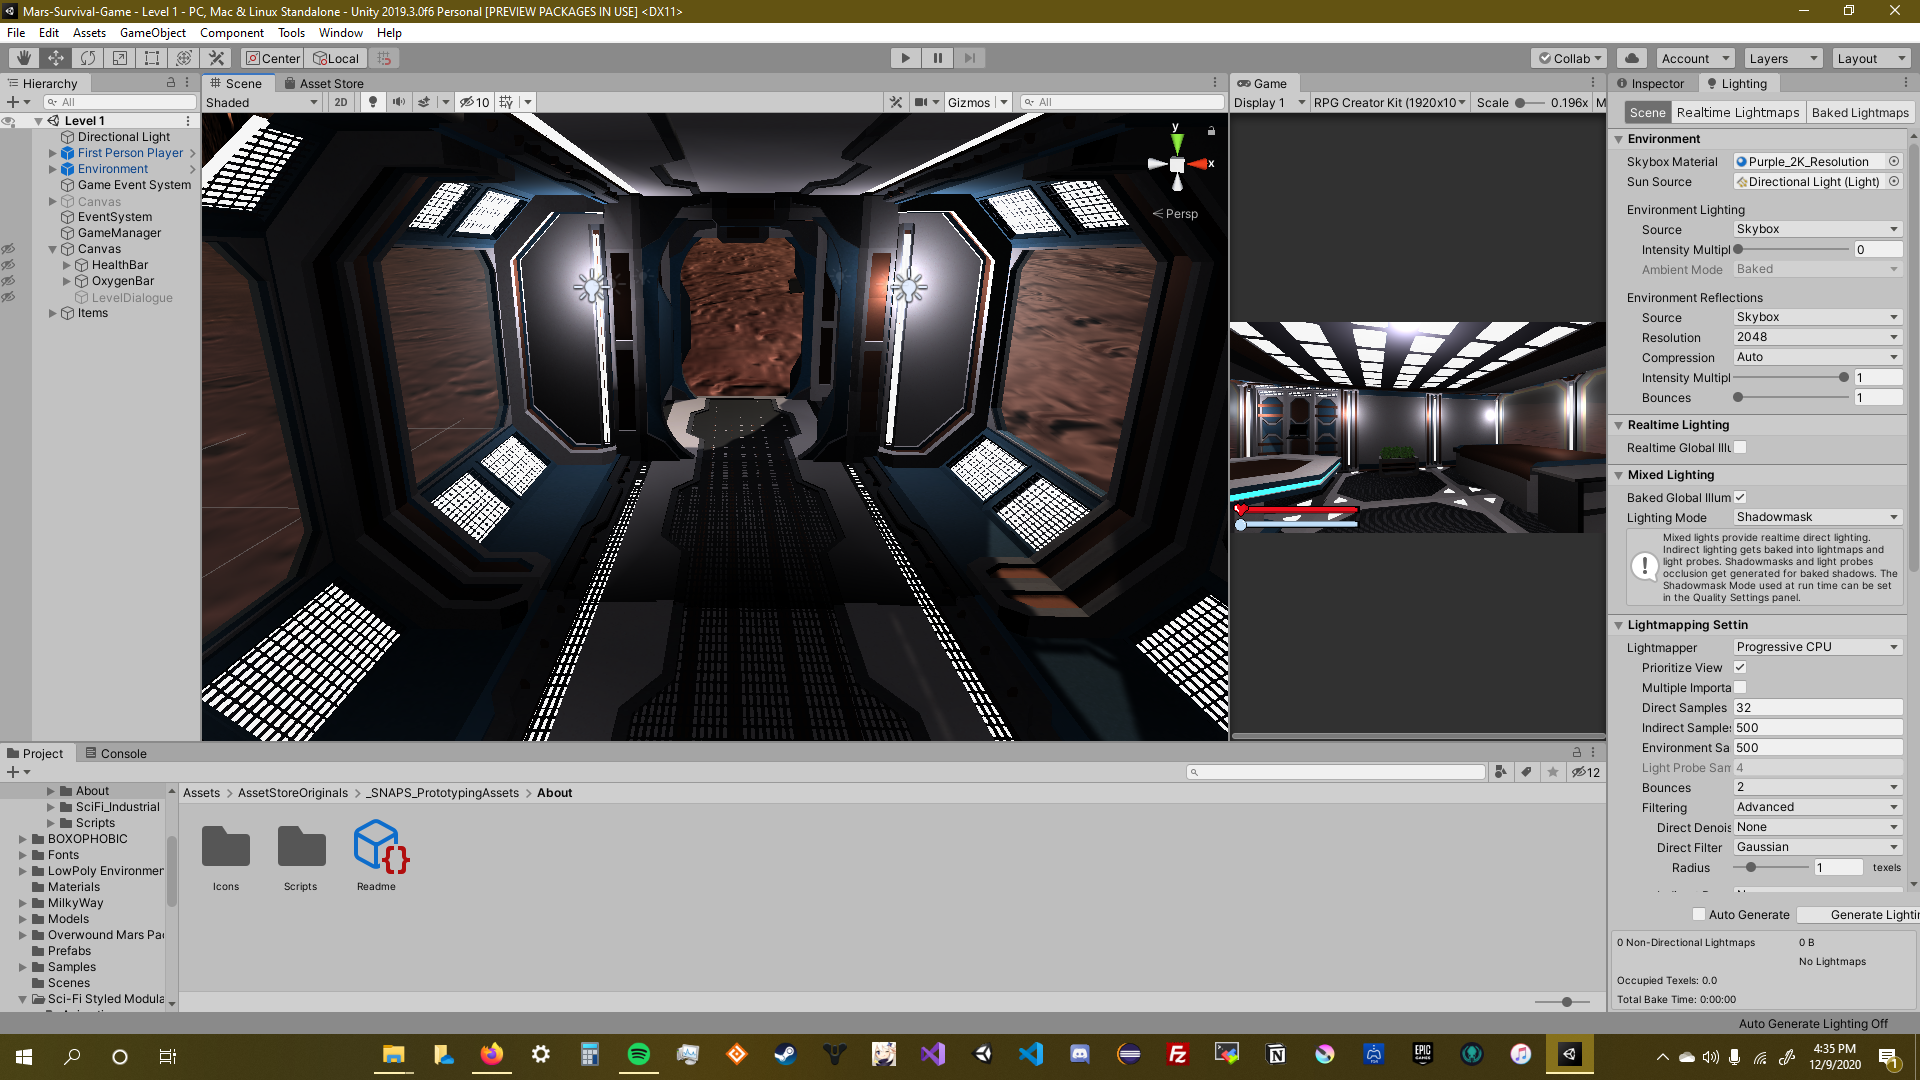 Mars-Survival-Game - Level 1 - PC, Mac & Linux Standalone - Unity 2019.3.0f6 Personal [PREVIEW PACKAGES IN USE] <DX11>
File Edit Assets GameObject Component Tools Window Help
Center Local Collab Account Layers Layout
Hierarchy
All
Level 1
Directional Light
First Person Player
Environment
Game Event System
Canvas
EventSystem
GameManager
Canvas
HealthBar
OxygenBar
LevelDialogue
Items
Scene Asset Store
Shaded 2D 10 Gizmos All
y
x
Persp
Game
Display 1 RPG Creator Kit (1920x10 Scale 0.196x M
Inspector Lighting
Scene Realtime Lightmaps Baked Lightmaps
Environment
Skybox Material Purple_2K_Resolution
Sun Source Directional Light (Light)
Environment Lighting
Source Skybox
Intensity Multipl 0
Ambient Mode Baked
Environment Reflections
Source Skybox
Resolution 2048
Compression Auto
Intensity Multipl 1
Bounces 1
Realtime Lighting
Realtime Global Illu
Mixed Lighting
Baked Global Illum
Lighting Mode Shadowmask
Mixed lights provide realtime direct lighting.
Indirect lighting gets baked into lightmaps and
light probes. Shadowmasks and light probes
occlusion get generated for baked shadows. The
Shadowmask Mode used at run time can be set
in the Quality Settings panel.
Lightmapping Settin
Lightmapper Progressive CPU
Prioritize View
Multiple Importa
Direct Samples 32
Indirect Samples 500
Environment Sa 500
Light Probe Sam 4
Bounces 2
Filtering Advanced
Direct Denois None
Direct Filter Gaussian
Radius 1 texels
Auto Generate Generate Lightin
0 Non-Directional Lightmaps 0 B
No Lightmaps
Occupied Texels: 0.0
Total Bake Time: 0:00:00
Auto Generate Lighting Off
Project Console
12
About
SciFi_Industrial
Scripts
BOXOPHOBIC
Fonts
LowPoly Environmen
Materials
MilkyWay
Models
Overwound Mars Pac
Prefabs
Samples
Scenes
Sci-Fi Styled Modula
Assets > AssetStoreOriginals > _SNAPS_PrototypingAssets > About
Icons Scripts Readme
4:35 PM
12/9/2020
1